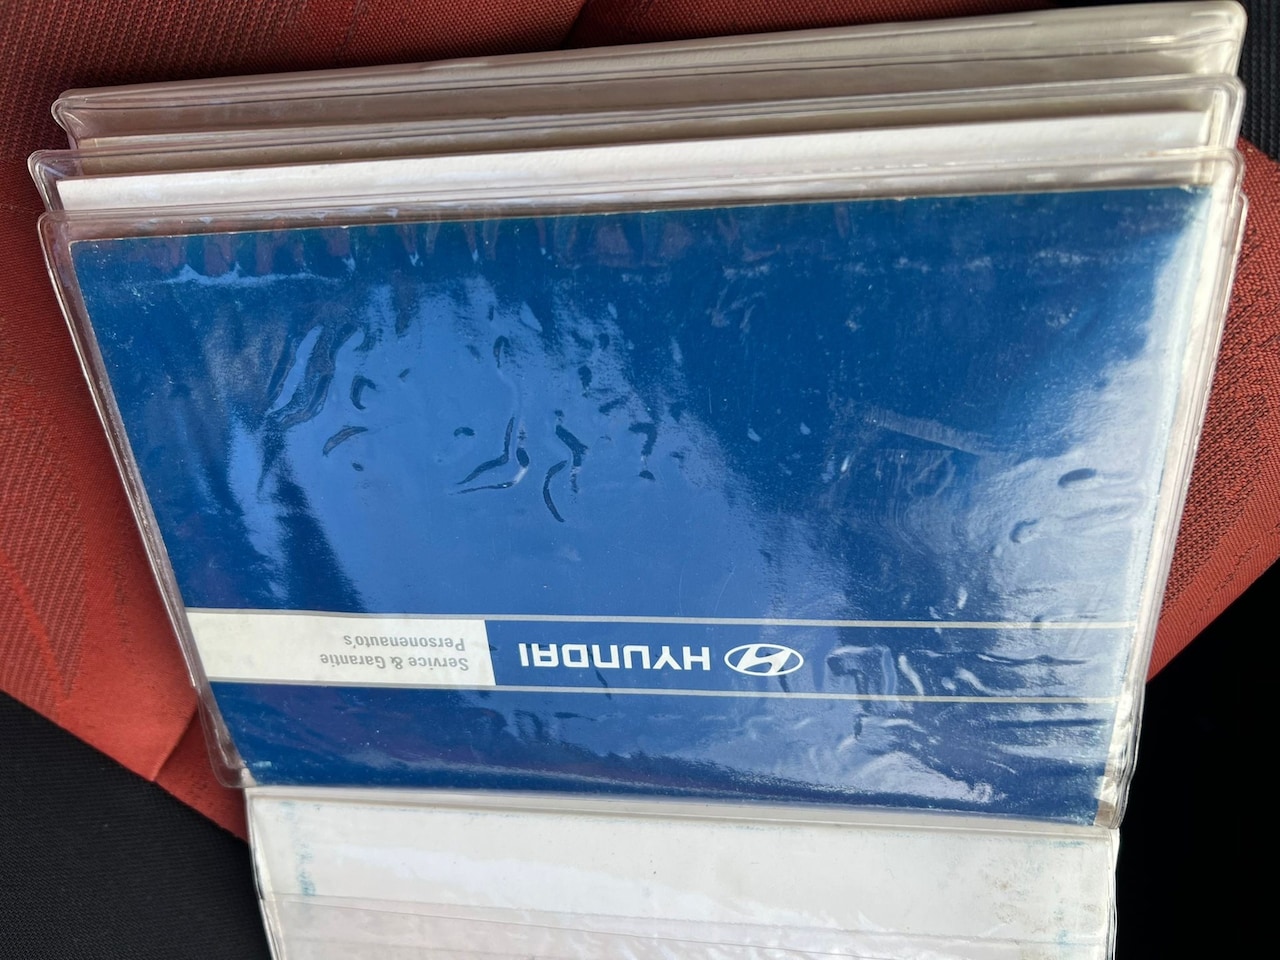 HYUNDAI
Service & Garantie
Personenauto's